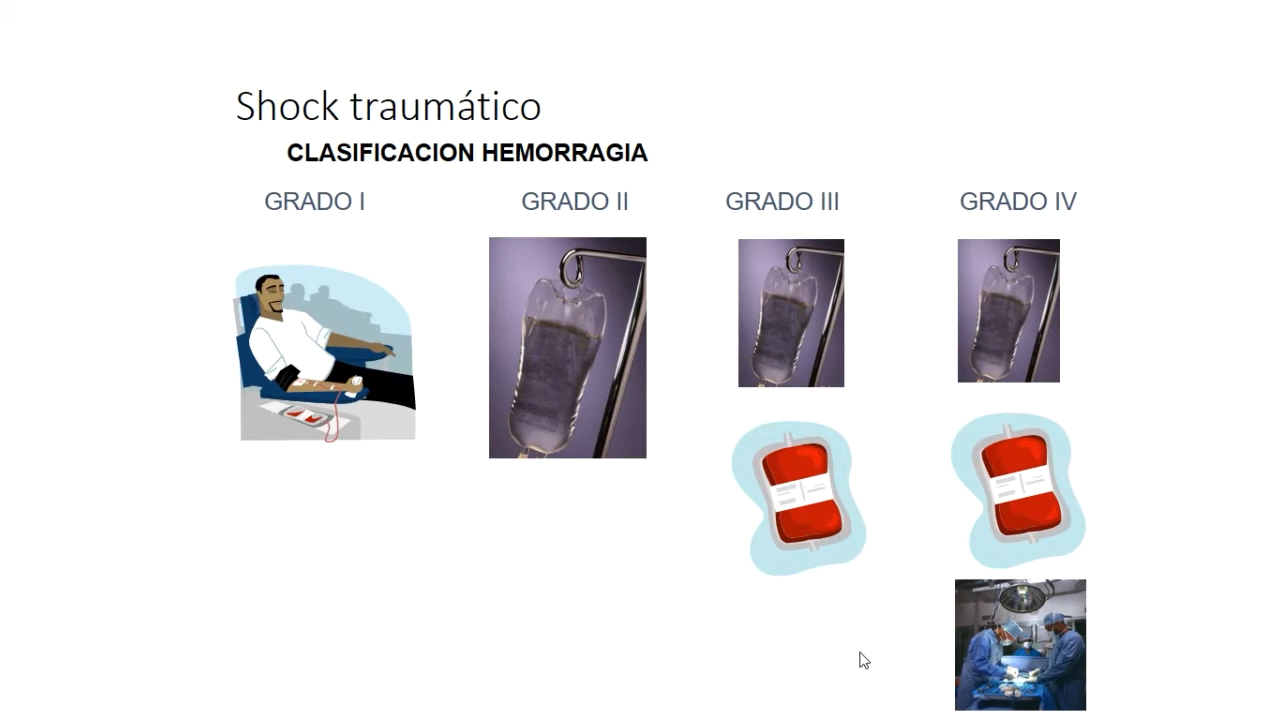 Shock traumático
CLASIFICACION HEMORRAGIA
GRADO I
GRADO II
GRADO III
GRADO IV